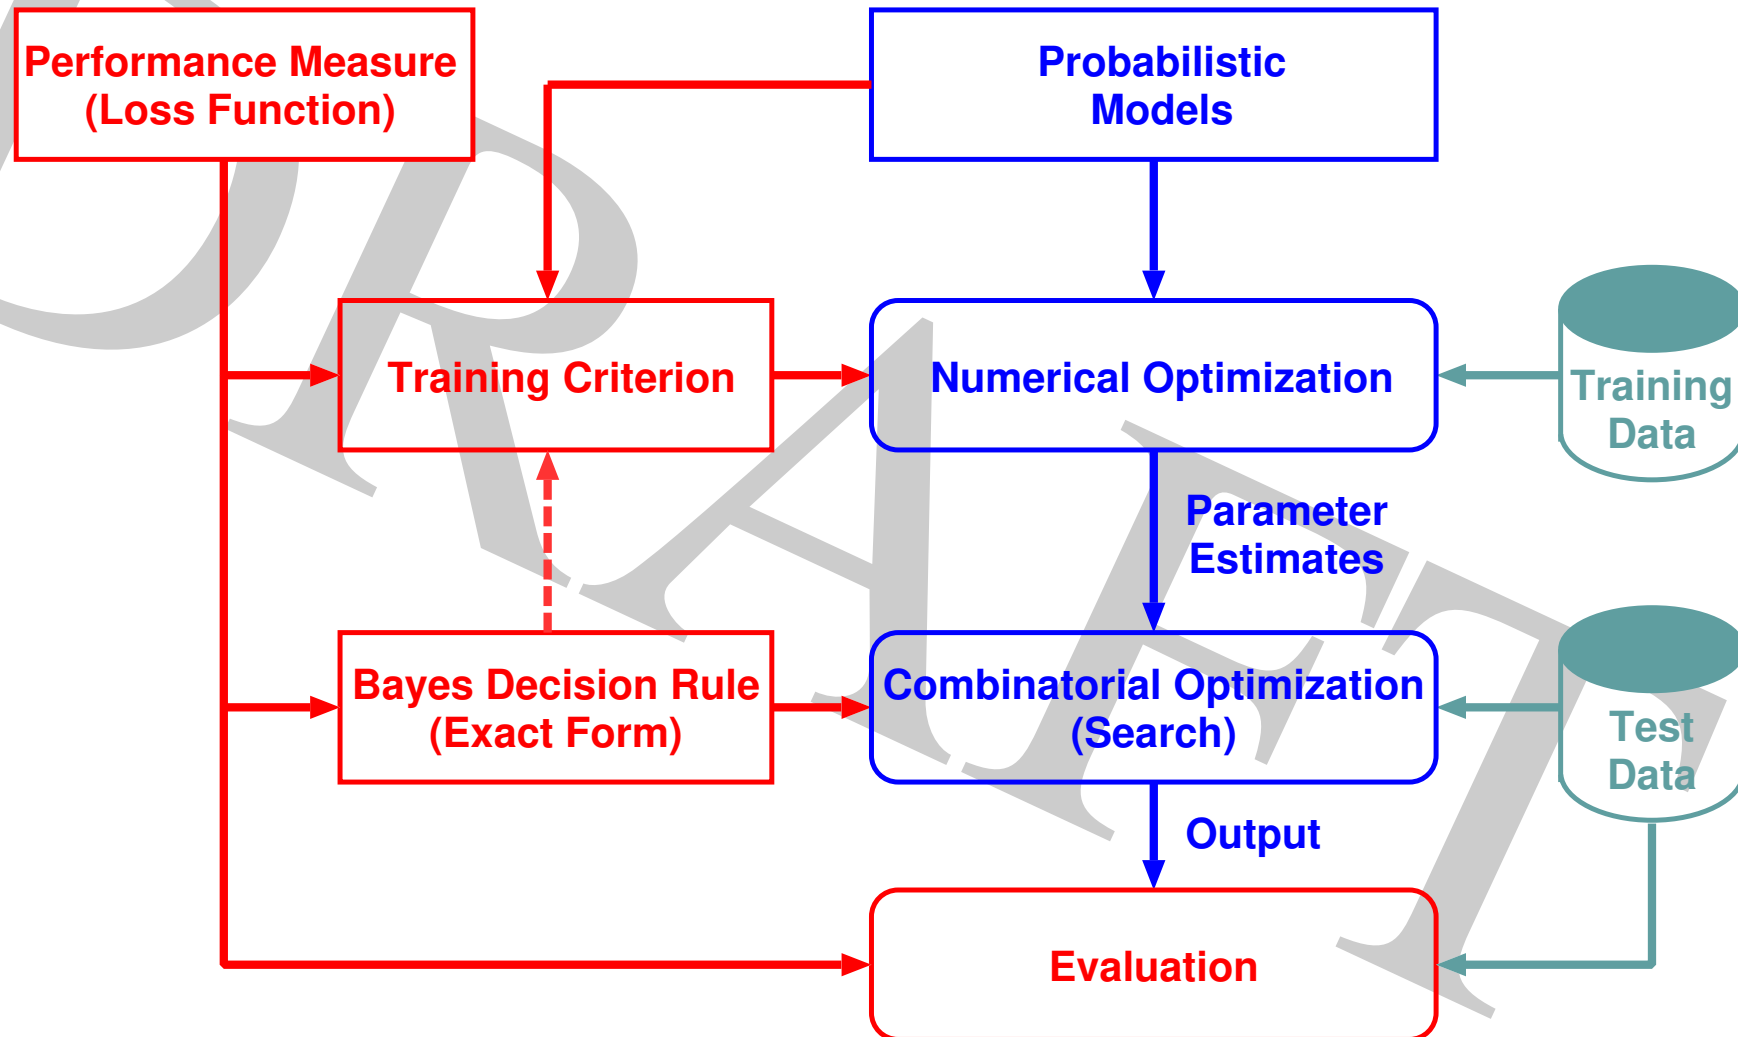 Performance Measure
(Loss Function)
Probabilistic
Models
Training Criterion
Numerical Optimization
Training
Data
Parameter
Estimates
Bayes Decision Rule
(Exact Form)
Combinatorial Optimization
(Search)
Test
Data
Output
Evaluation
DRAFT